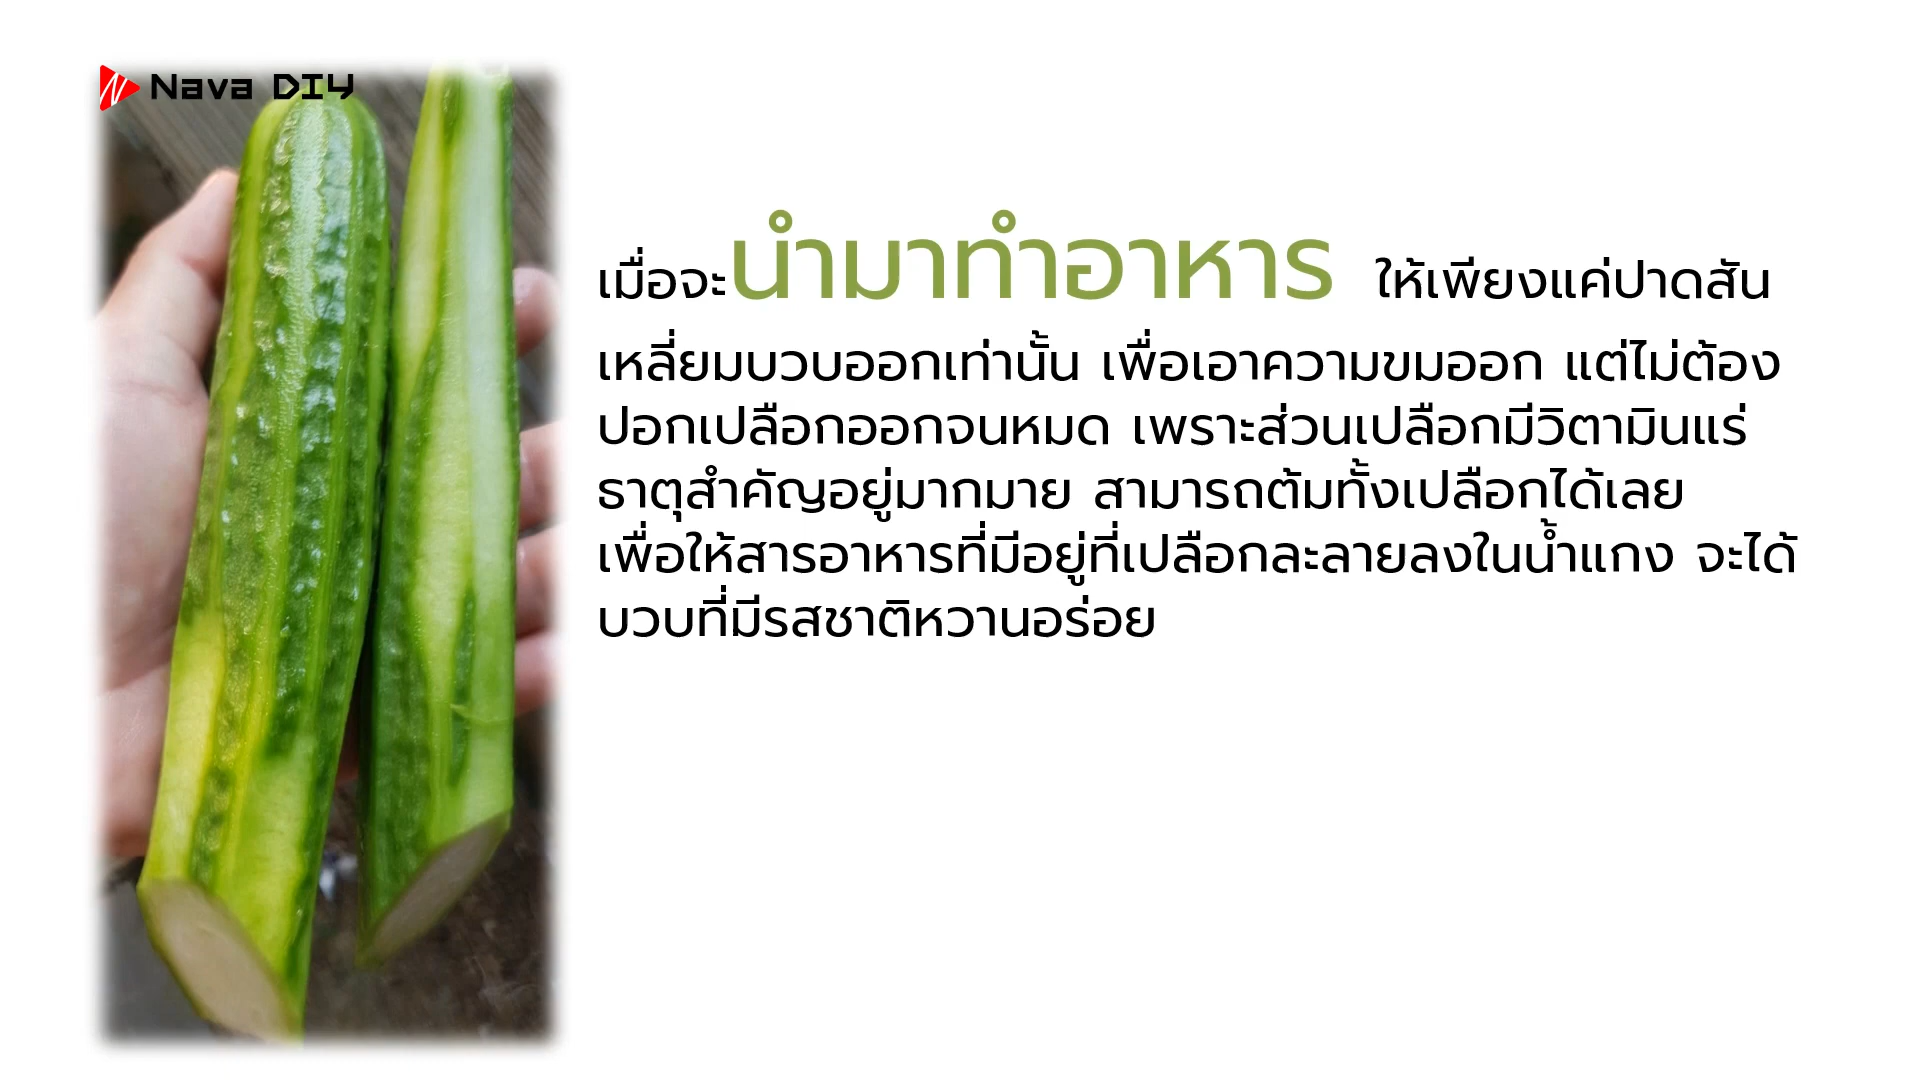 Nava DIY
เมื่อจะนำมาทำอาหาร ให้เพียงแค่ปาดสัน
เหลี่ยมบวบออกเท่านั้น เพื่อเอาความขมออก แต่ไม่ต้อง
ปอกเปลือกออกจนหมด เพราะส่วนเปลือกมีวิตามินแร่
ธาตุสำคัญอยู่มากมาย สามารถต้มทั้งเปลือกได้เลย
เพื่อให้สารอาหารที่มีอยู่ที่เปลือกละลายลงในน้ำแกง จะได้
บวบที่มีรสชาติหวานอร่อย